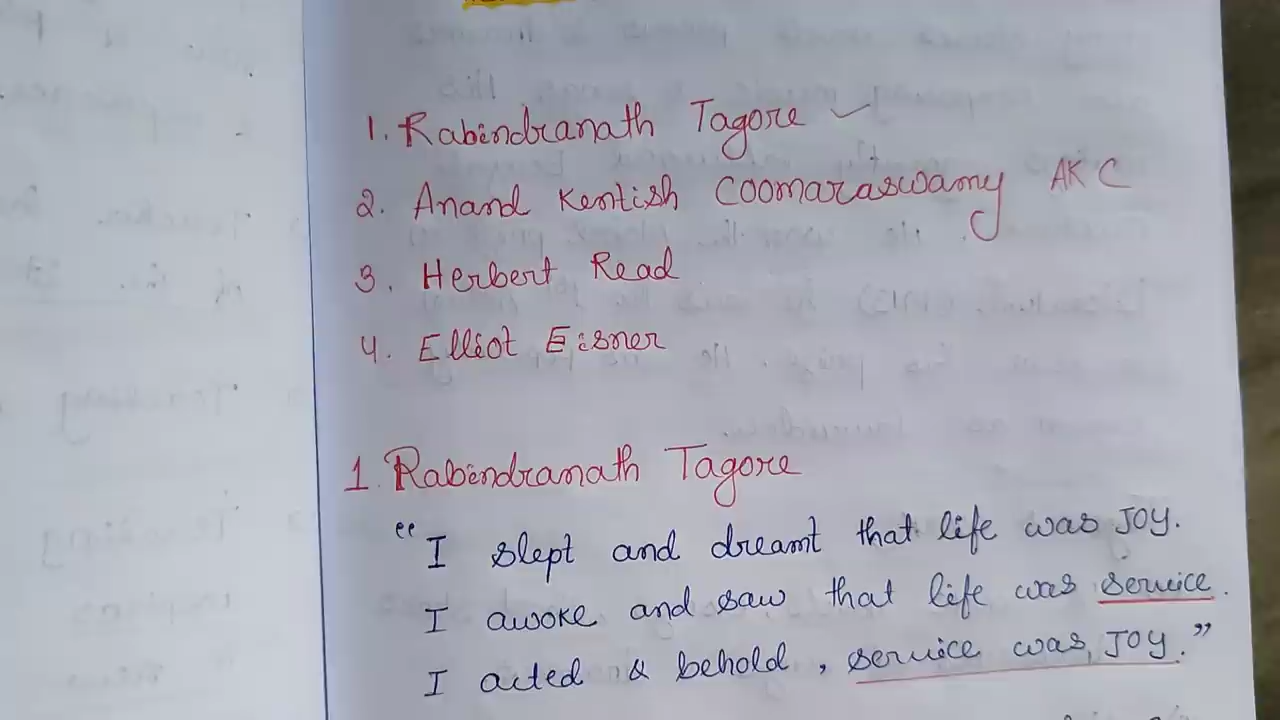 1. Rabindranath Tagore
2. Anand Kentish Coomaraswamy AKC
3. Herbert Read
4. Elliot Eisner
1. Rabindranath Tagore
"I slept and dreamt that life was JOY.
I awoke and saw that life was service.
I acted & behold, service was, JOY."